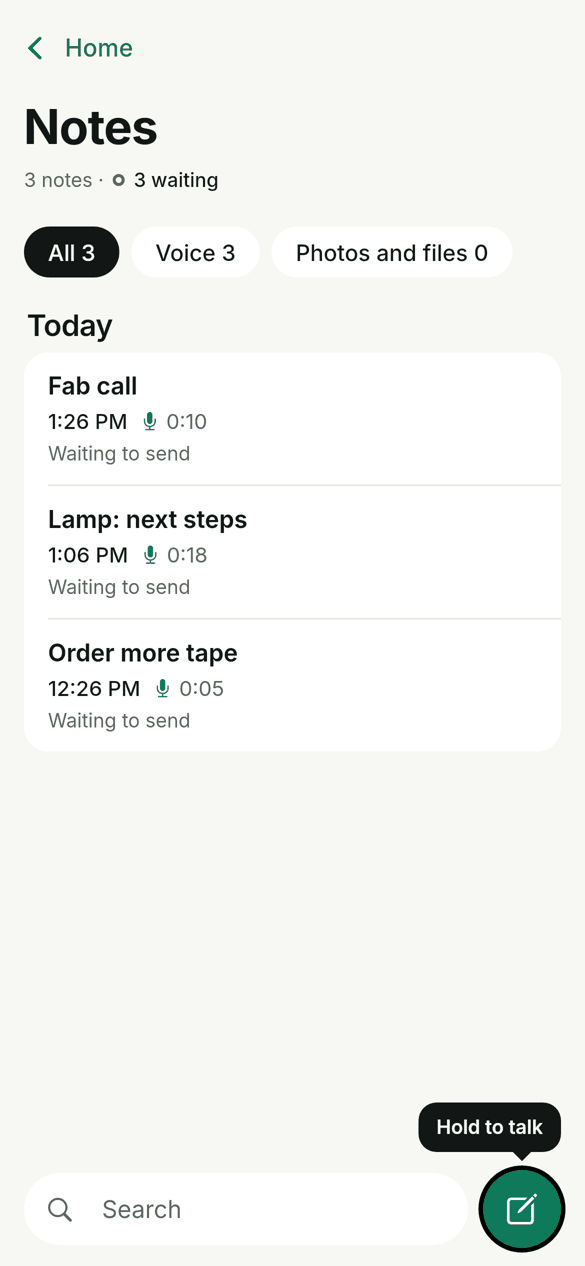 Home
Notes
3 notes · 3 waiting
All 3
Voice 3
Photos and files 0
Today
Fab call
1:26 PM 0:10
Waiting to send
Lamp: next steps
1:06 PM 0:18
Waiting to send
Order more tape
12:26 PM 0:05
Waiting to send
Hold to talk
Search